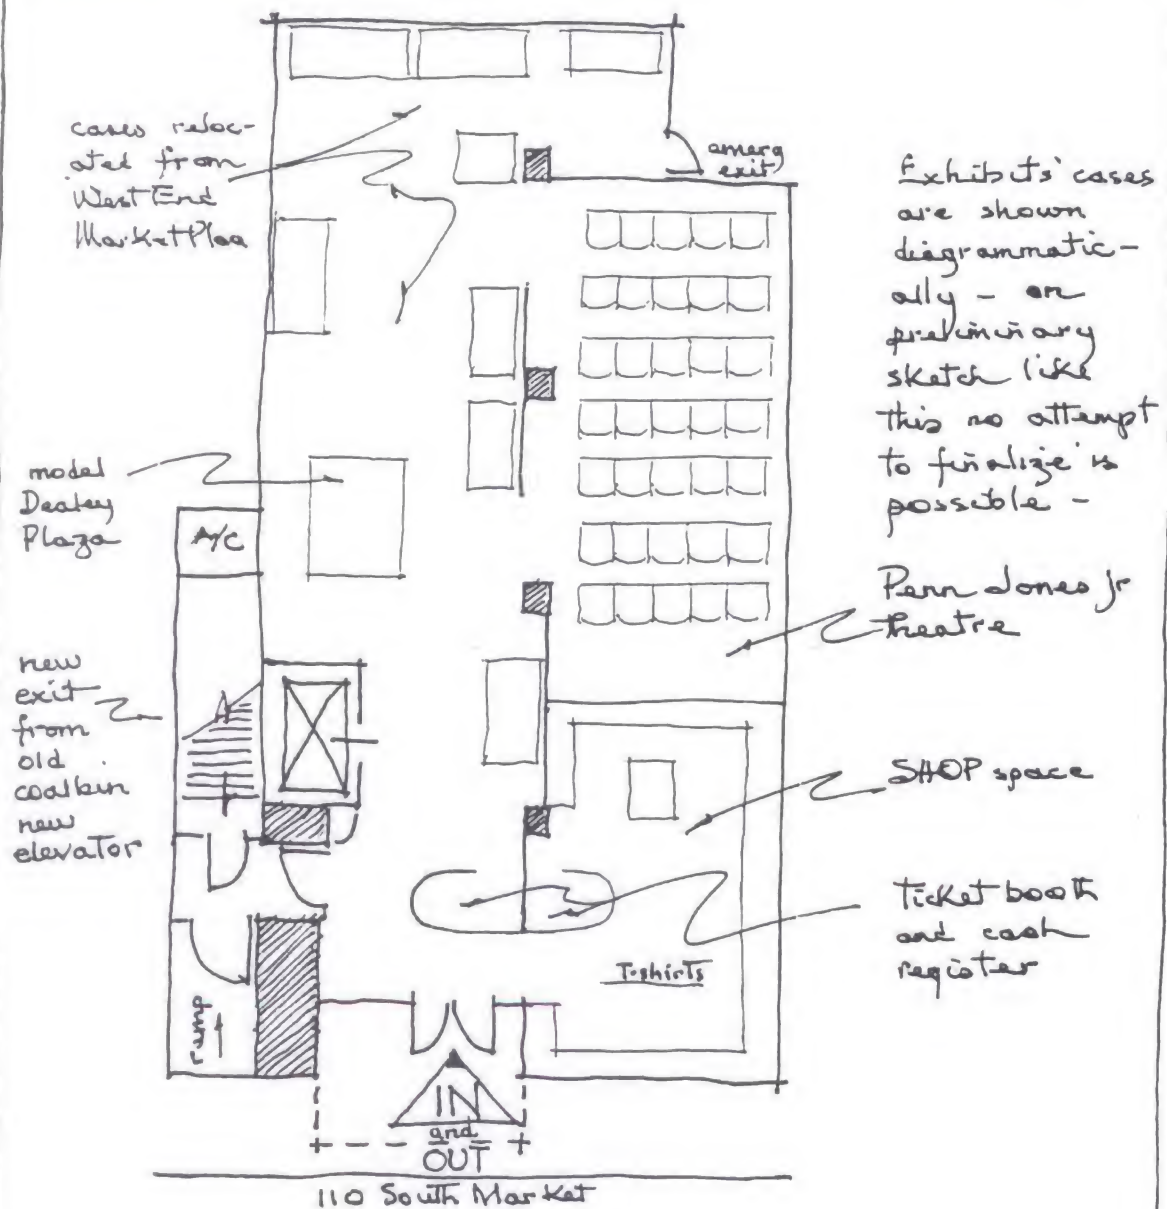 cases reloc-
ated from
West End
MarketPlaa
emerg
exit
Exhibits' cases
are shown
diagrammatic-
ally - on
preliminary
sketch like
this no attempt
to finalize is
possible -
model
Dealey
Plaza
A/C
Penn Jones jr
theatre
new
exit
from
old
coalbin
new
elevator
SHOP space
Ticket booth
and cash
register
T-shirts
ramp
IN
and
OUT
110 South Market